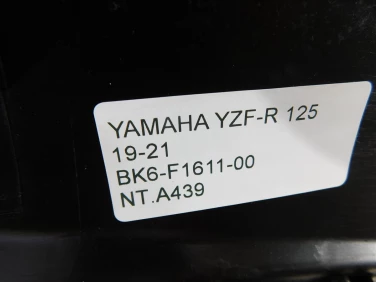 YAMAHA YZF-R 125
19-21
BK6-F1611-00
NT.A439